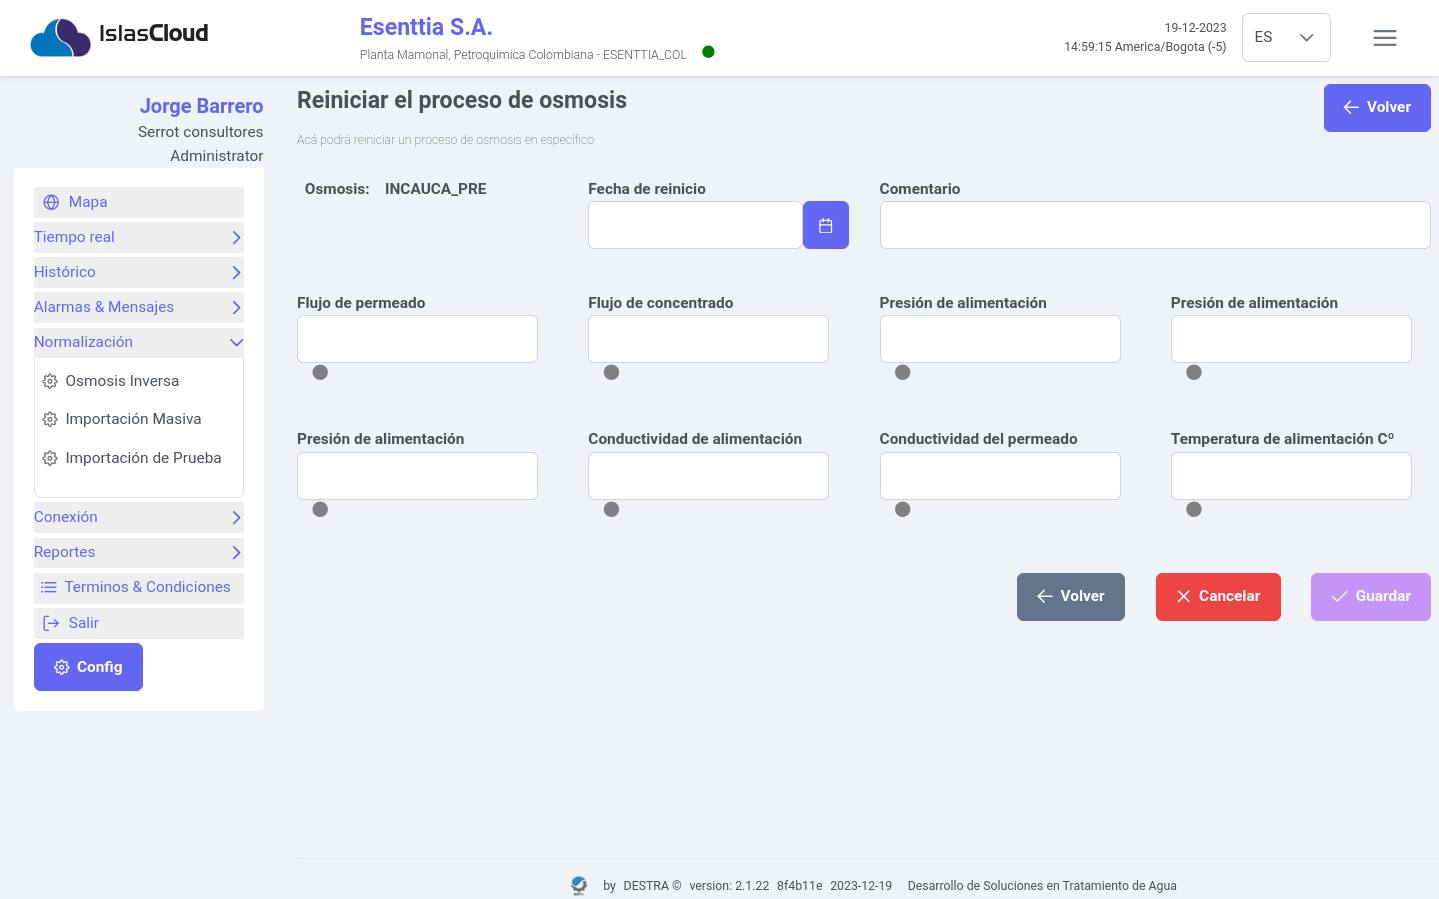 IslasCloud
Esenttia S.A.
Planta Mamonal, Petroquimica Colombiana - ESENTTIA_COL
19-12-2023
14:59:15 America/Bogota (-5)
ES
Jorge Barrero
Serrot consultores
Administrator
Mapa
Tiempo real
Histórico
Alarmas & Mensajes
Normalización
Osmosis Inversa
Importación Masiva
Importación de Prueba
Conexión
Reportes
Terminos & Condiciones
Salir
Config
Reiniciar el proceso de osmosis
Volver
Acá podrá reiniciar un proceso de osmosis en específico
Osmosis: INCAUCA_PRE
Fecha de reinicio
Comentario
Flujo de permeado
Flujo de concentrado
Presión de alimentación
Presión de alimentación
Presión de alimentación
Conductividad de alimentación
Conductividad del permeado
Temperatura de alimentación Cº
Volver
Cancelar
Guardar
by DESTRA © version: 2.1.22 8f4b11e 2023-12-19 Desarrollo de Soluciones en Tratamiento de Agua